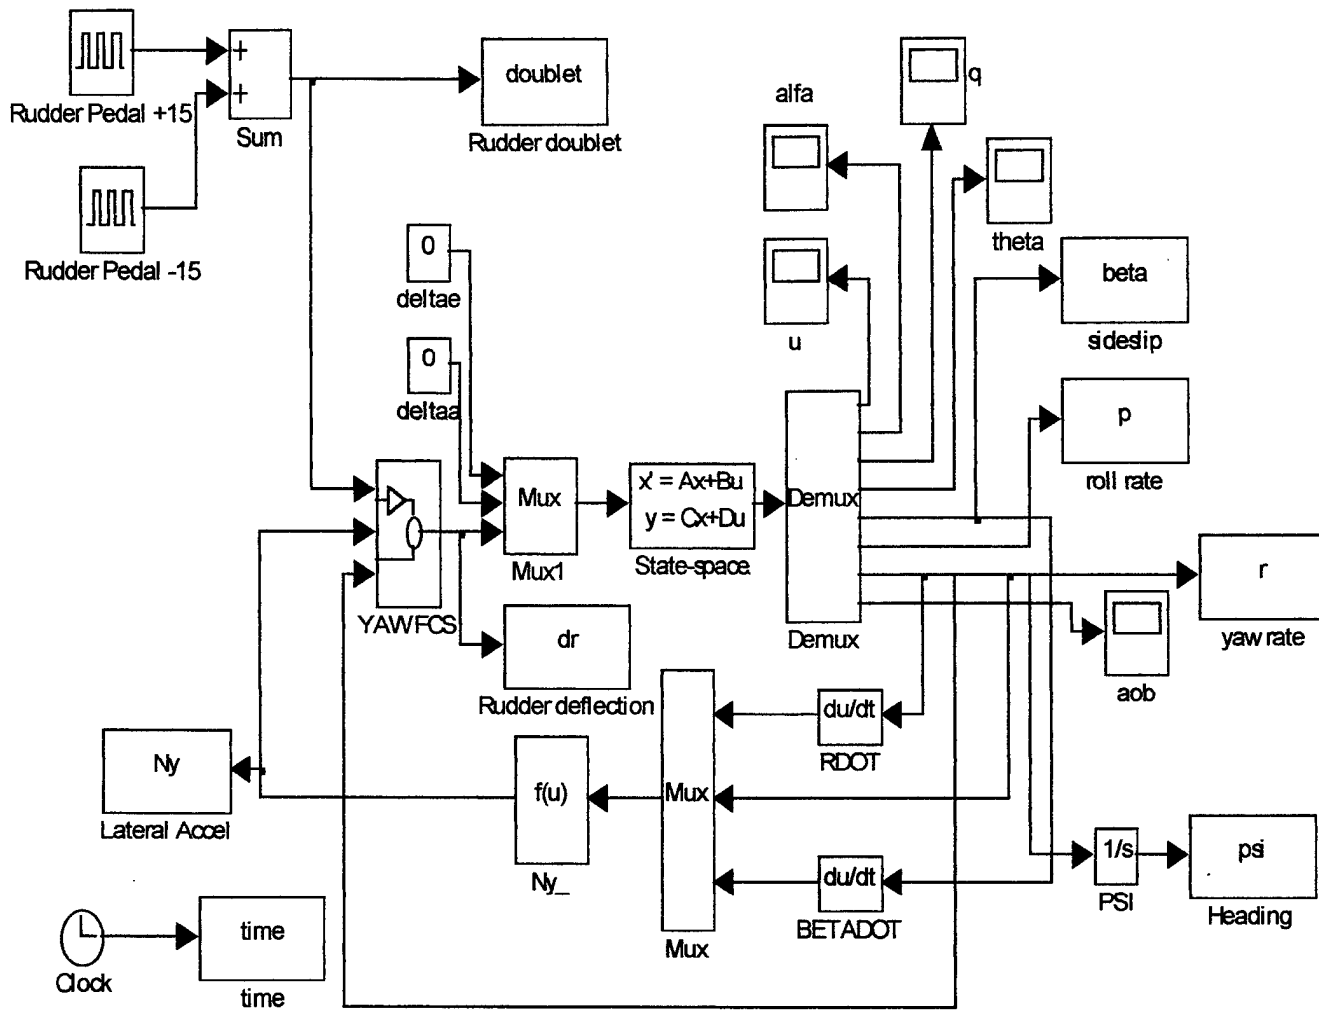 Rudder Pedal +15
+
+
Sum
doublet
Rudder doublet
q
alfa
theta
Rudder Pedal -15
0
deltae
u
beta
sideslip
0
deltaa
p
roll rate
Mux
Mux1
x' = Ax+Bu
y = Cx+Du
State-space
Demux
Demux
YAWFCS
dr
Rudder deflection
r
yaw rate
aob
du/dt
RDOT
Ny
Lateral Accel
f(u)
Ny_
Mux
Mux
du/dt
BETADOT
1/s
PSI
psi
Heading
Clock
time
time